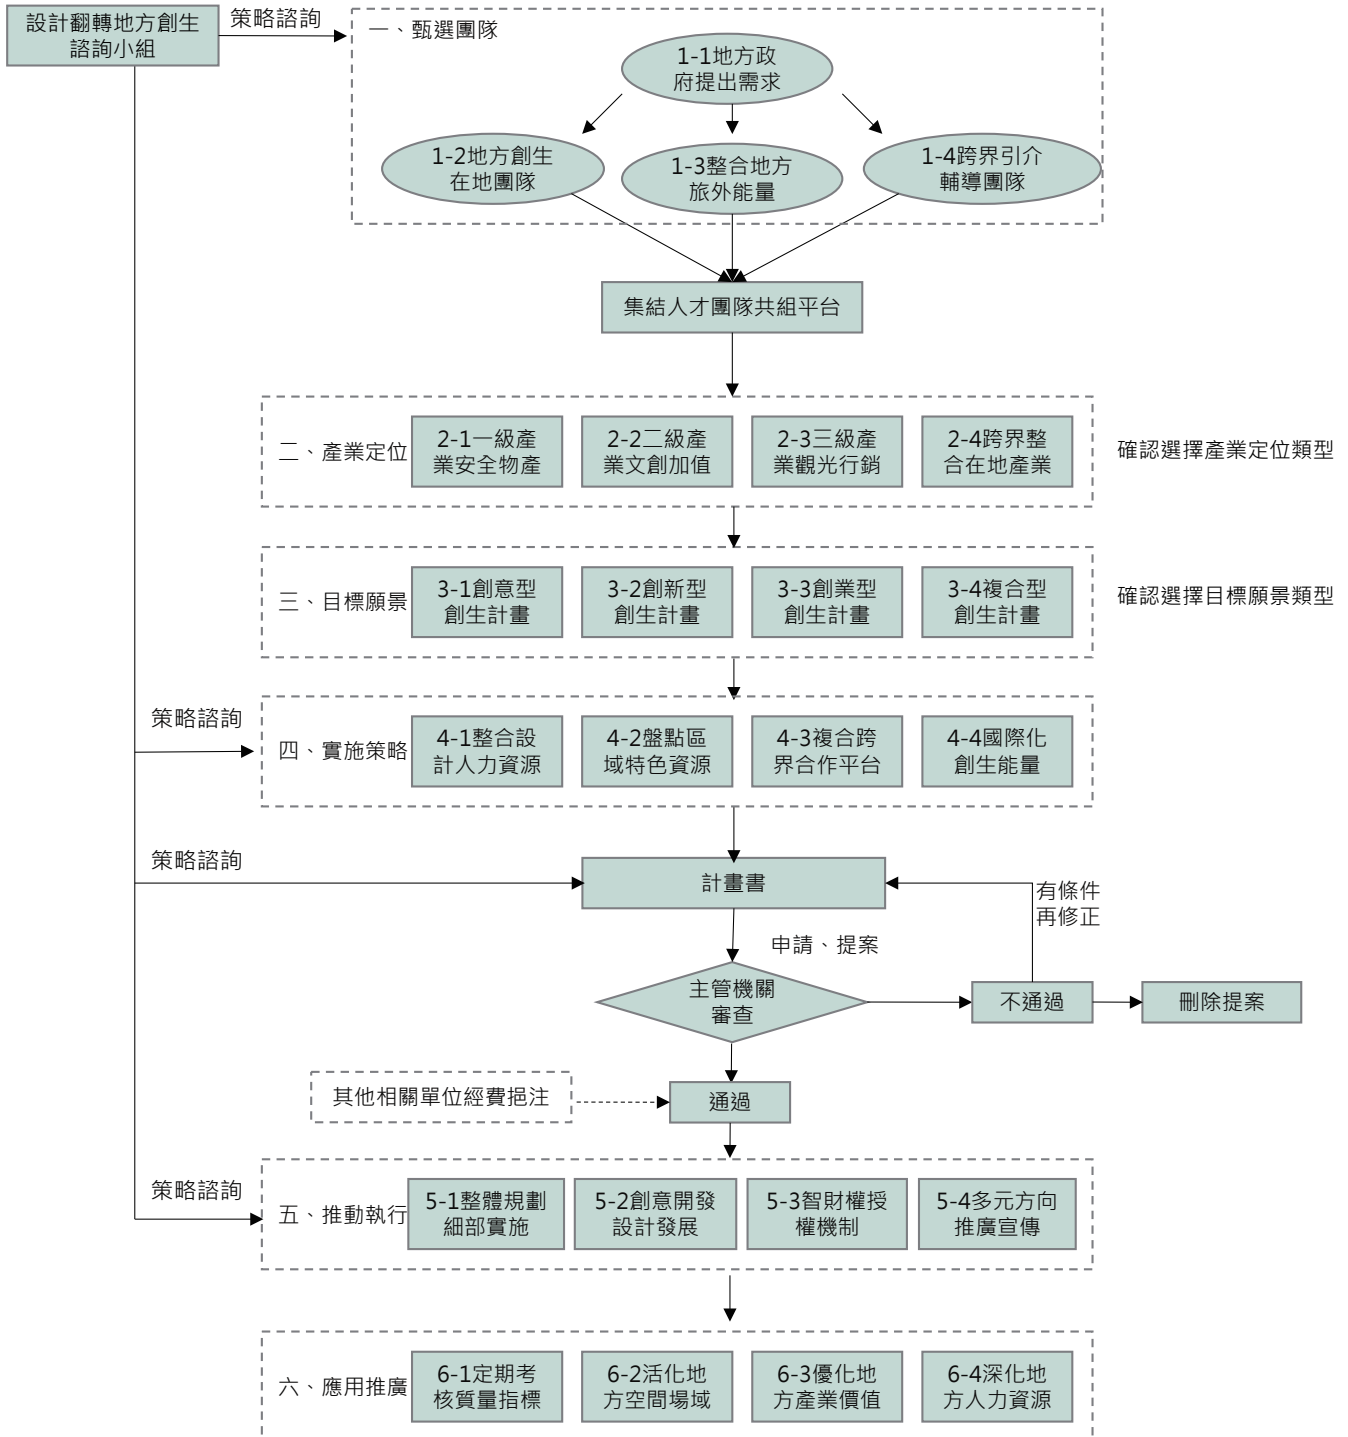 設計翻轉地方創生
諮詢小組
策略諮詢
一、甄選團隊
1-1地方政
府提出需求
1-2地方創生
在地團隊
1-3整合地方
旅外能量
1-4跨界引介
輔導團隊
集結人才團隊共組平台
二、產業定位
2-1一級產
業安全物產
2-2二級產
業文創加值
2-3三級產
業觀光行銷
2-4跨界整
合在地產業
確認選擇產業定位類型
三、目標願景
3-1創意型
創生計畫
3-2創新型
創生計畫
3-3創業型
創生計畫
3-4複合型
創生計畫
確認選擇目標願景類型
策略諮詢
四、實施策略
4-1整合設
計人力資源
4-2盤點區
域特色資源
4-3複合跨
界合作平台
4-4國際化
創生能量
策略諮詢
計畫書
有條件
再修正
申請、提案
主管機關
審查
不通過
刪除提案
其他相關單位經費挹注
通過
策略諮詢
五、推動執行
5-1整體規劃
細部實施
5-2創意開發
設計發展
5-3智財權授
權機制
5-4多元方向
推廣宣傳
六、應用推廣
6-1定期考
核質量指標
6-2活化地
方空間場域
6-3優化地
方產業價值
6-4深化地
方人力資源